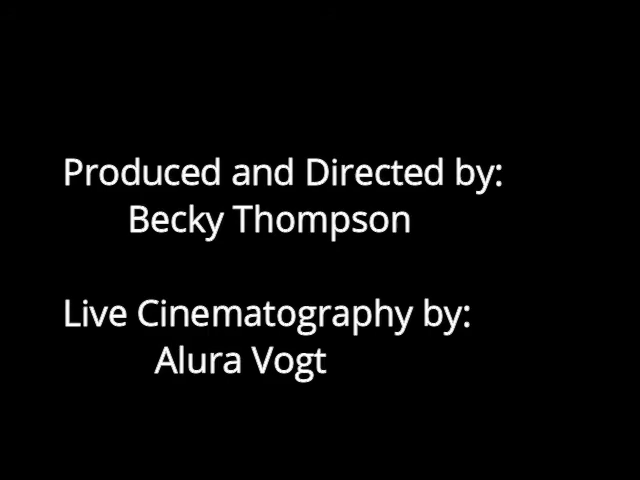 Produced and Directed by:
Becky Thompson
Live Cinematography by:
Alura Vogt